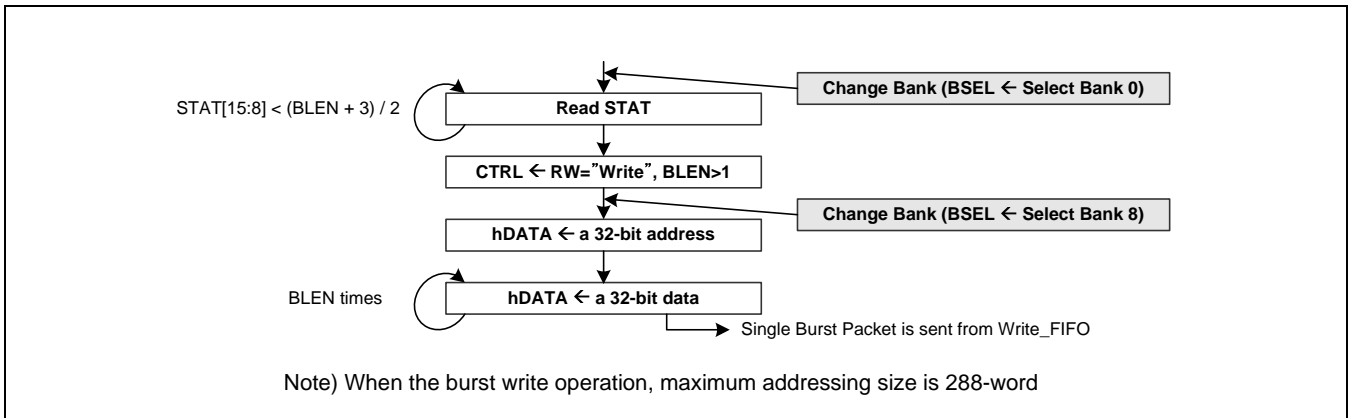 Change Bank (BSEL ← Select Bank 0)
STAT[15:8] < (BLEN + 3) / 2
Read STAT
CTRL ← RW="Write", BLEN>1
Change Bank (BSEL ← Select Bank 8)
hDATA ← a 32-bit address
BLEN times
hDATA ← a 32-bit data
Single Burst Packet is sent from Write_FIFO
Note) When the burst write operation, maximum addressing size is 288-word